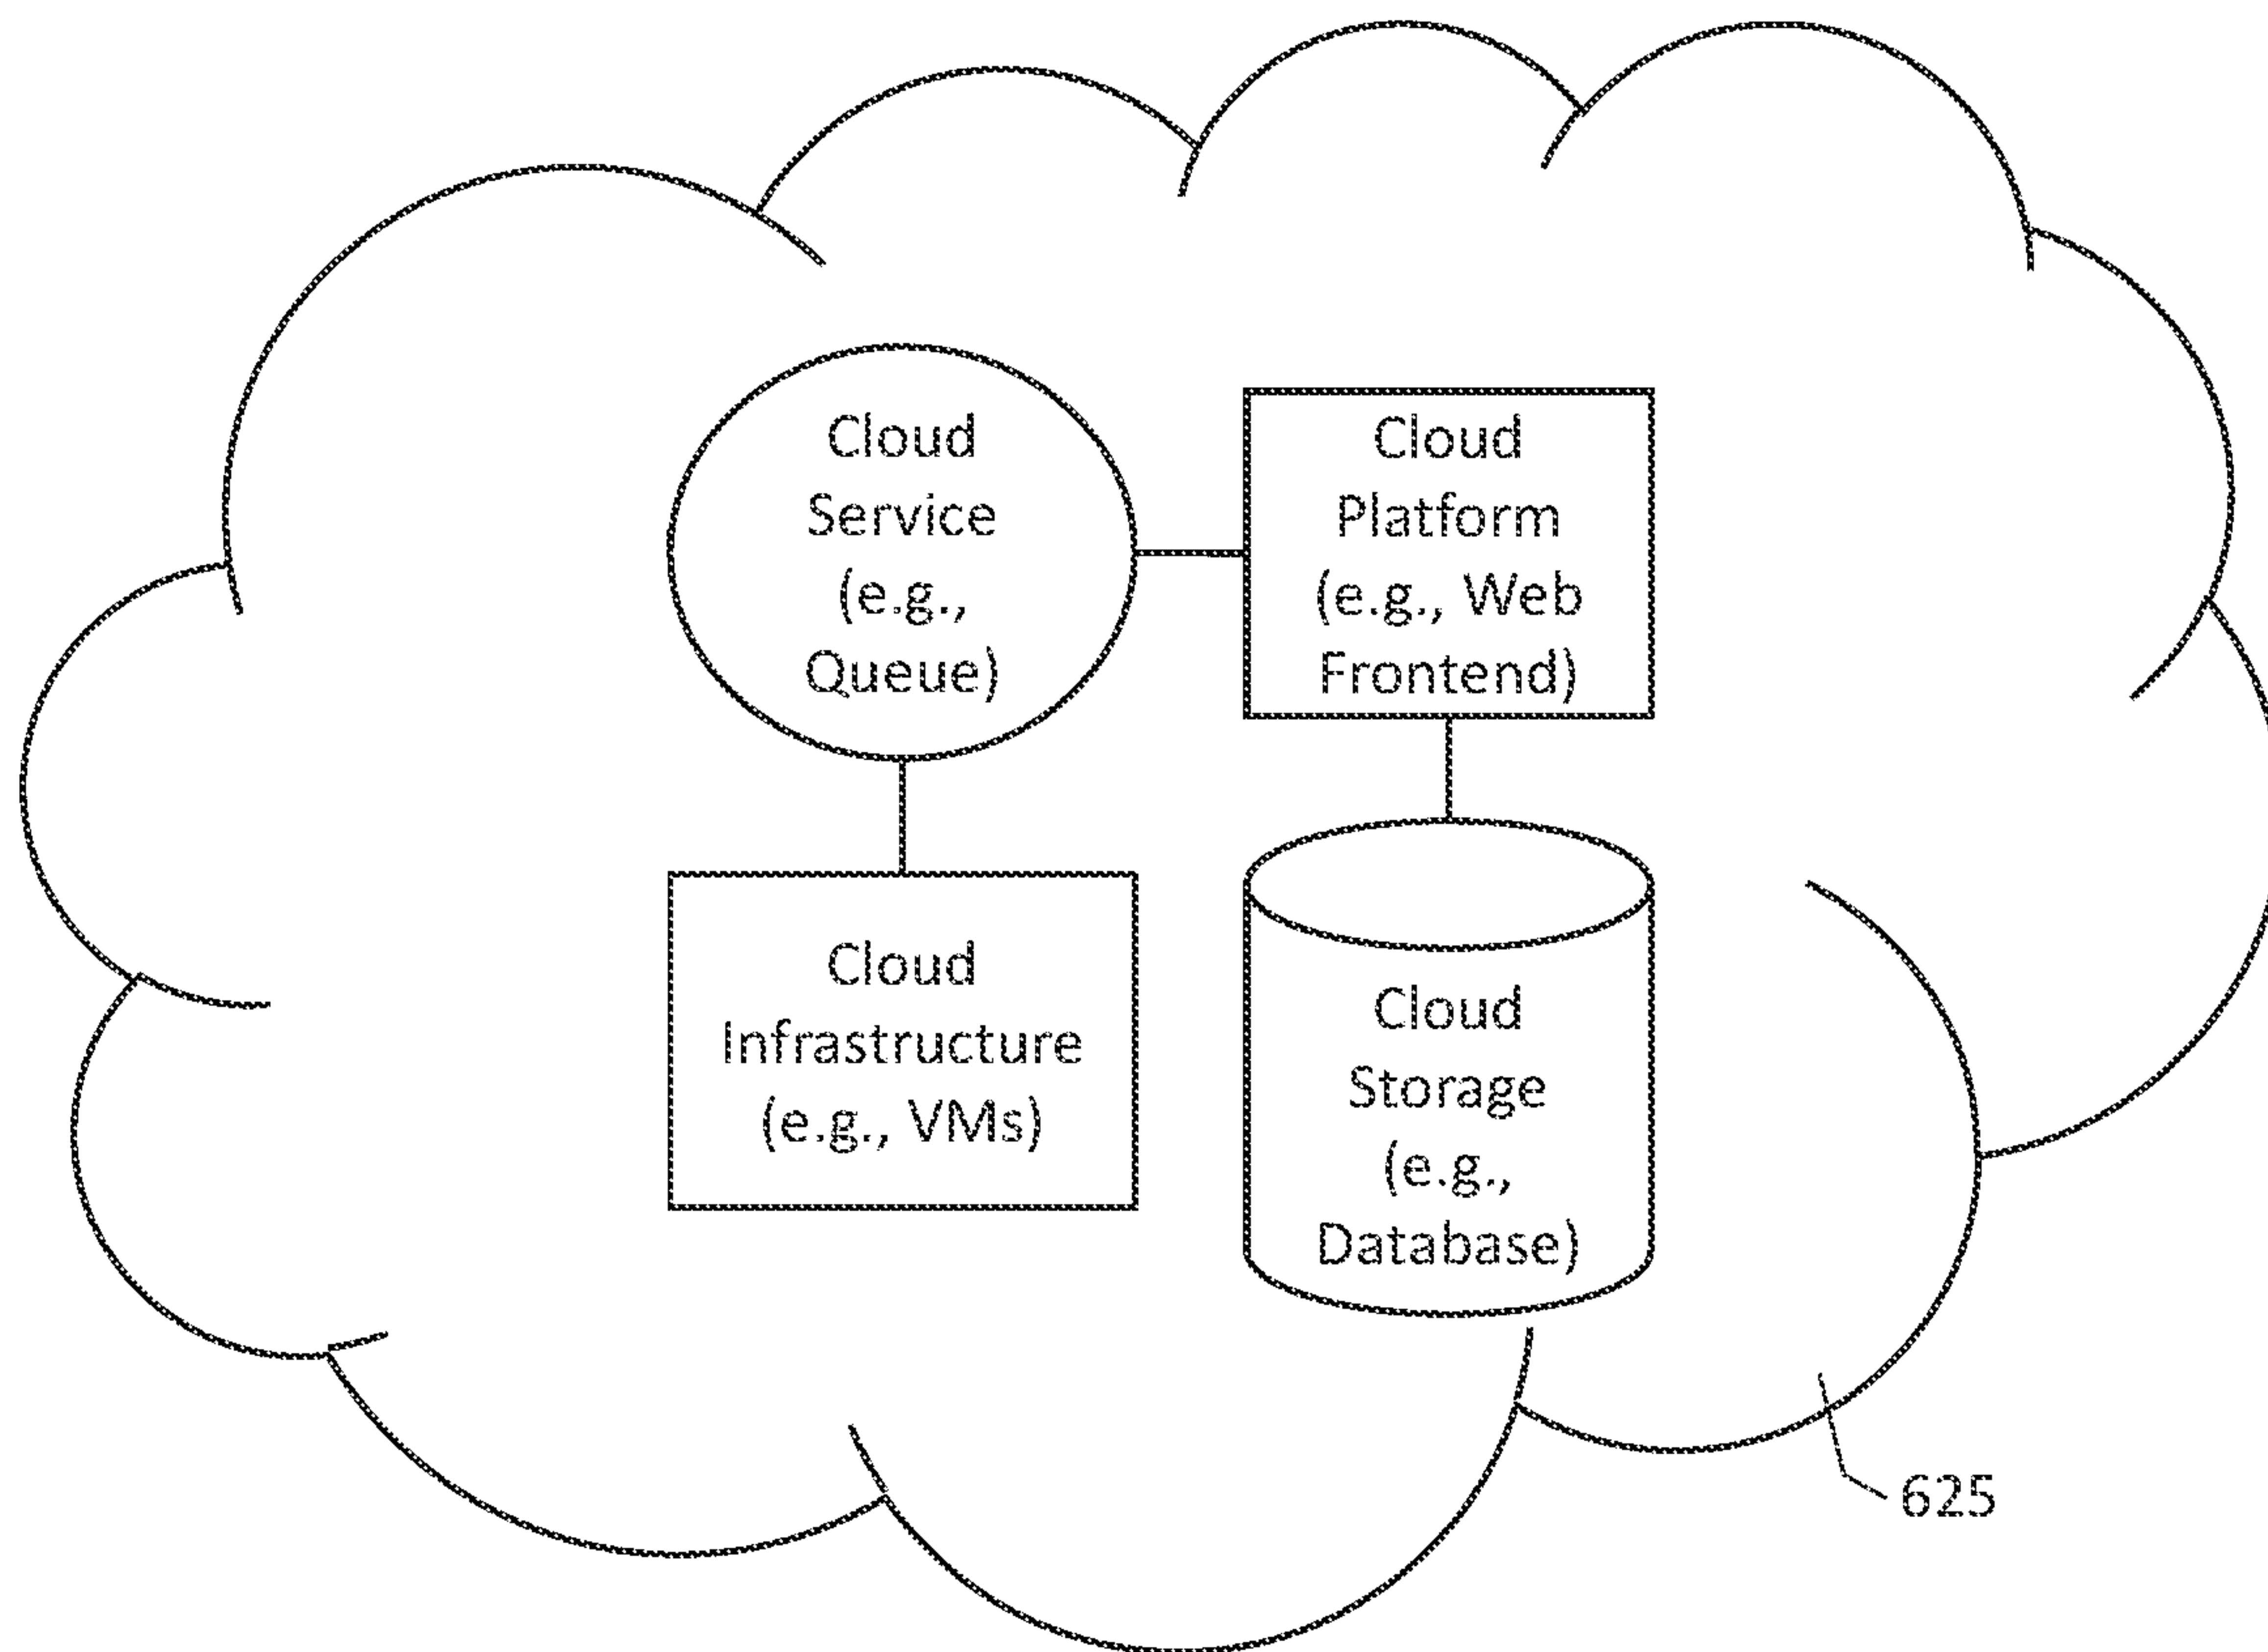 Cloud
Service
(e.g.,
Queue)
Cloud
Platform
(e.g., Web
Frontend)
Cloud
Infrastructure
(e.g., VMs)
Cloud
Storage
(e.g.,
Database)
625